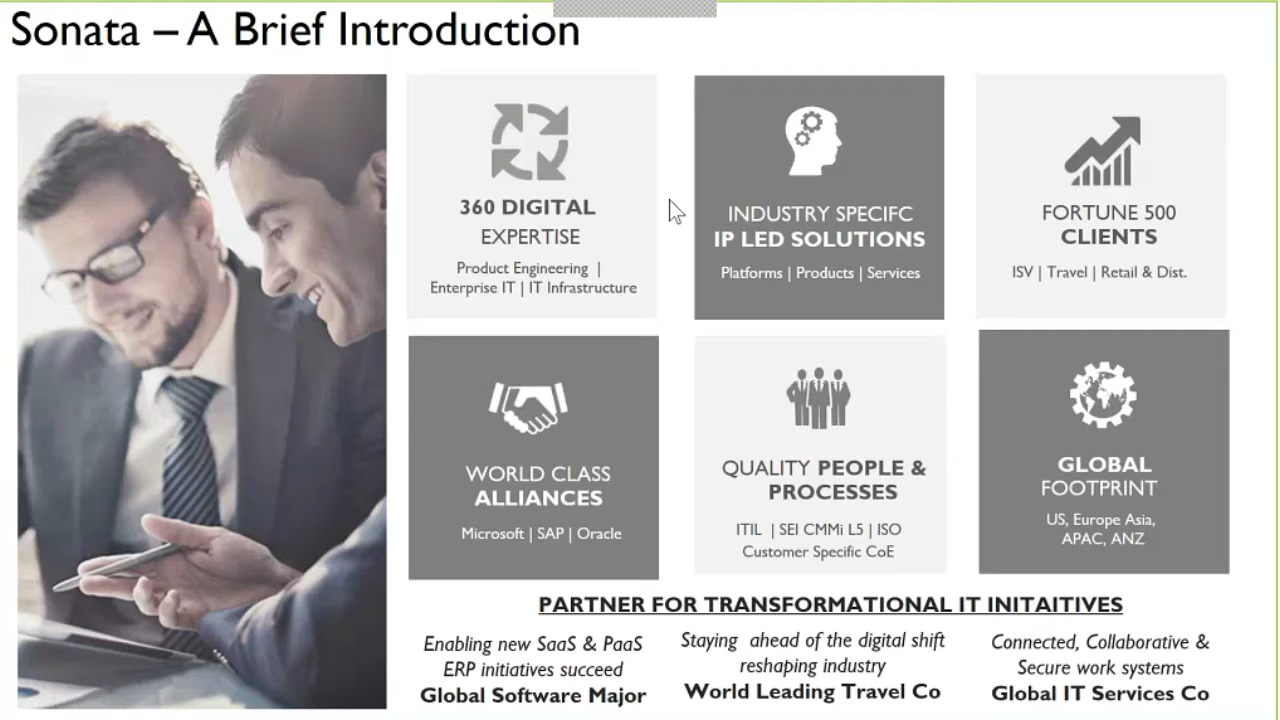 Sonata – A Brief Introduction
360 DIGITAL
EXPERTISE
Product Engineering |
Enterprise IT | IT Infrastructure
INDUSTRY SPECIFC
IP LED SOLUTIONS
Platforms | Products | Services
FORTUNE 500
CLIENTS
ISV | Travel | Retail & Dist.
WORLD CLASS
ALLIANCES
Microsoft | SAP | Oracle
QUALITY PEOPLE &
PROCESSES
ITIL | SEI CMMi L5 | ISO
Customer Specific CoE
GLOBAL
FOOTPRINT
US, Europe Asia,
APAC, ANZ
PARTNER FOR TRANSFORMATIONAL IT INITAITIVES
Enabling new SaaS & PaaS
ERP initiatives succeed
Global Software Major
Staying ahead of the digital shift
reshaping industry
World Leading Travel Co
Connected, Collaborative &
Secure work systems
Global IT Services Co